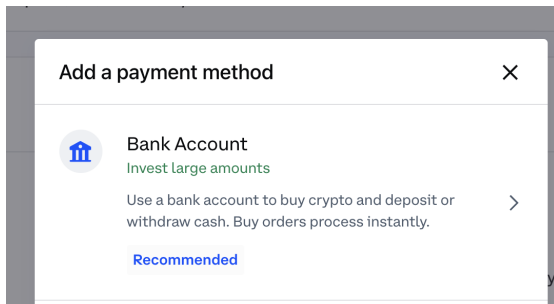 Add a payment method
Bank Account
Invest large amounts
Use a bank account to buy crypto and deposit or
withdraw cash. Buy orders process instantly.
Recommended